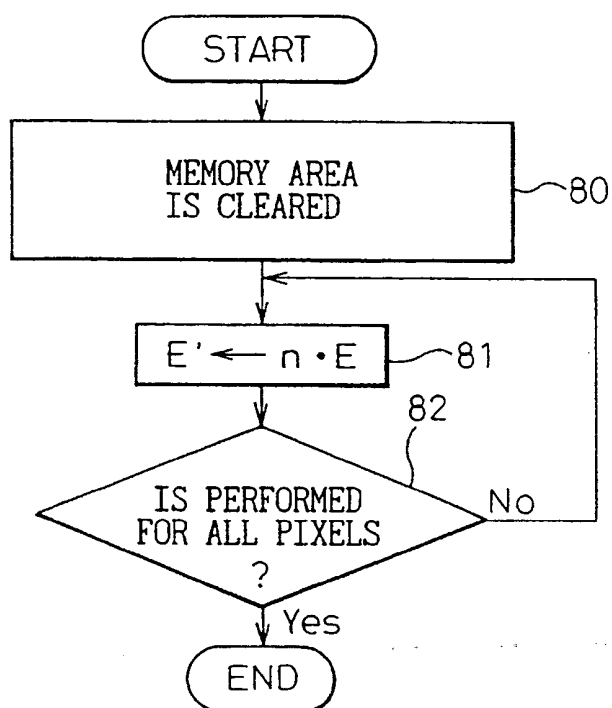 START
MEMORY AREA
IS CLEARED
80
E' ← n · E
81
82
IS PERFORMED
FOR ALL PIXELS
?
No
Yes
END